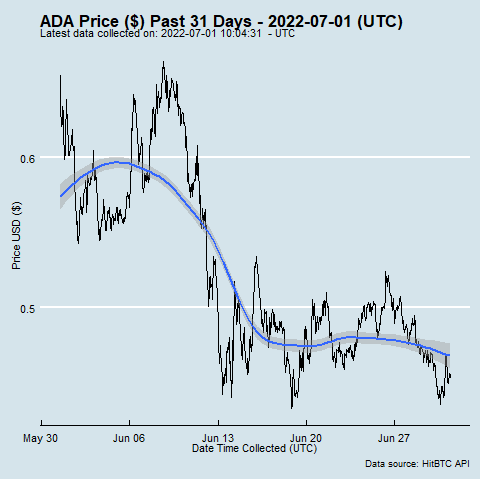 ADA Price ($) Past 31 Days - 2022-07-01 (UTC)
Latest data collected on: 2022-07-01 10:04:31  - UTC
0.6
Price USD ($)
0.5
May 30 Jun 06 Jun 13 Jun 20 Jun 27
Date Time Collected (UTC)
Data source: HitBTC API